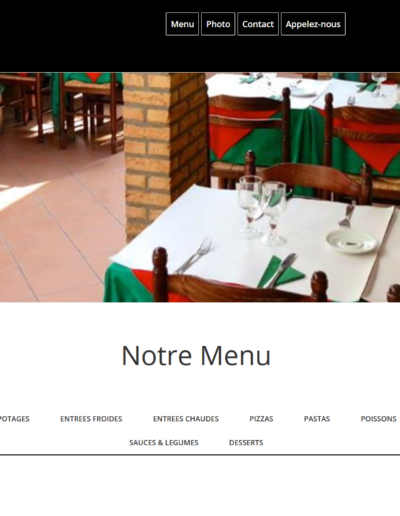 Menu Photo Contact Appelez-nous
Notre Menu
POTAGES ENTREES FROIDES ENTREES CHAUDES PIZZAS PASTAS POISSONS
SAUCES & LEGUMES DESSERTS